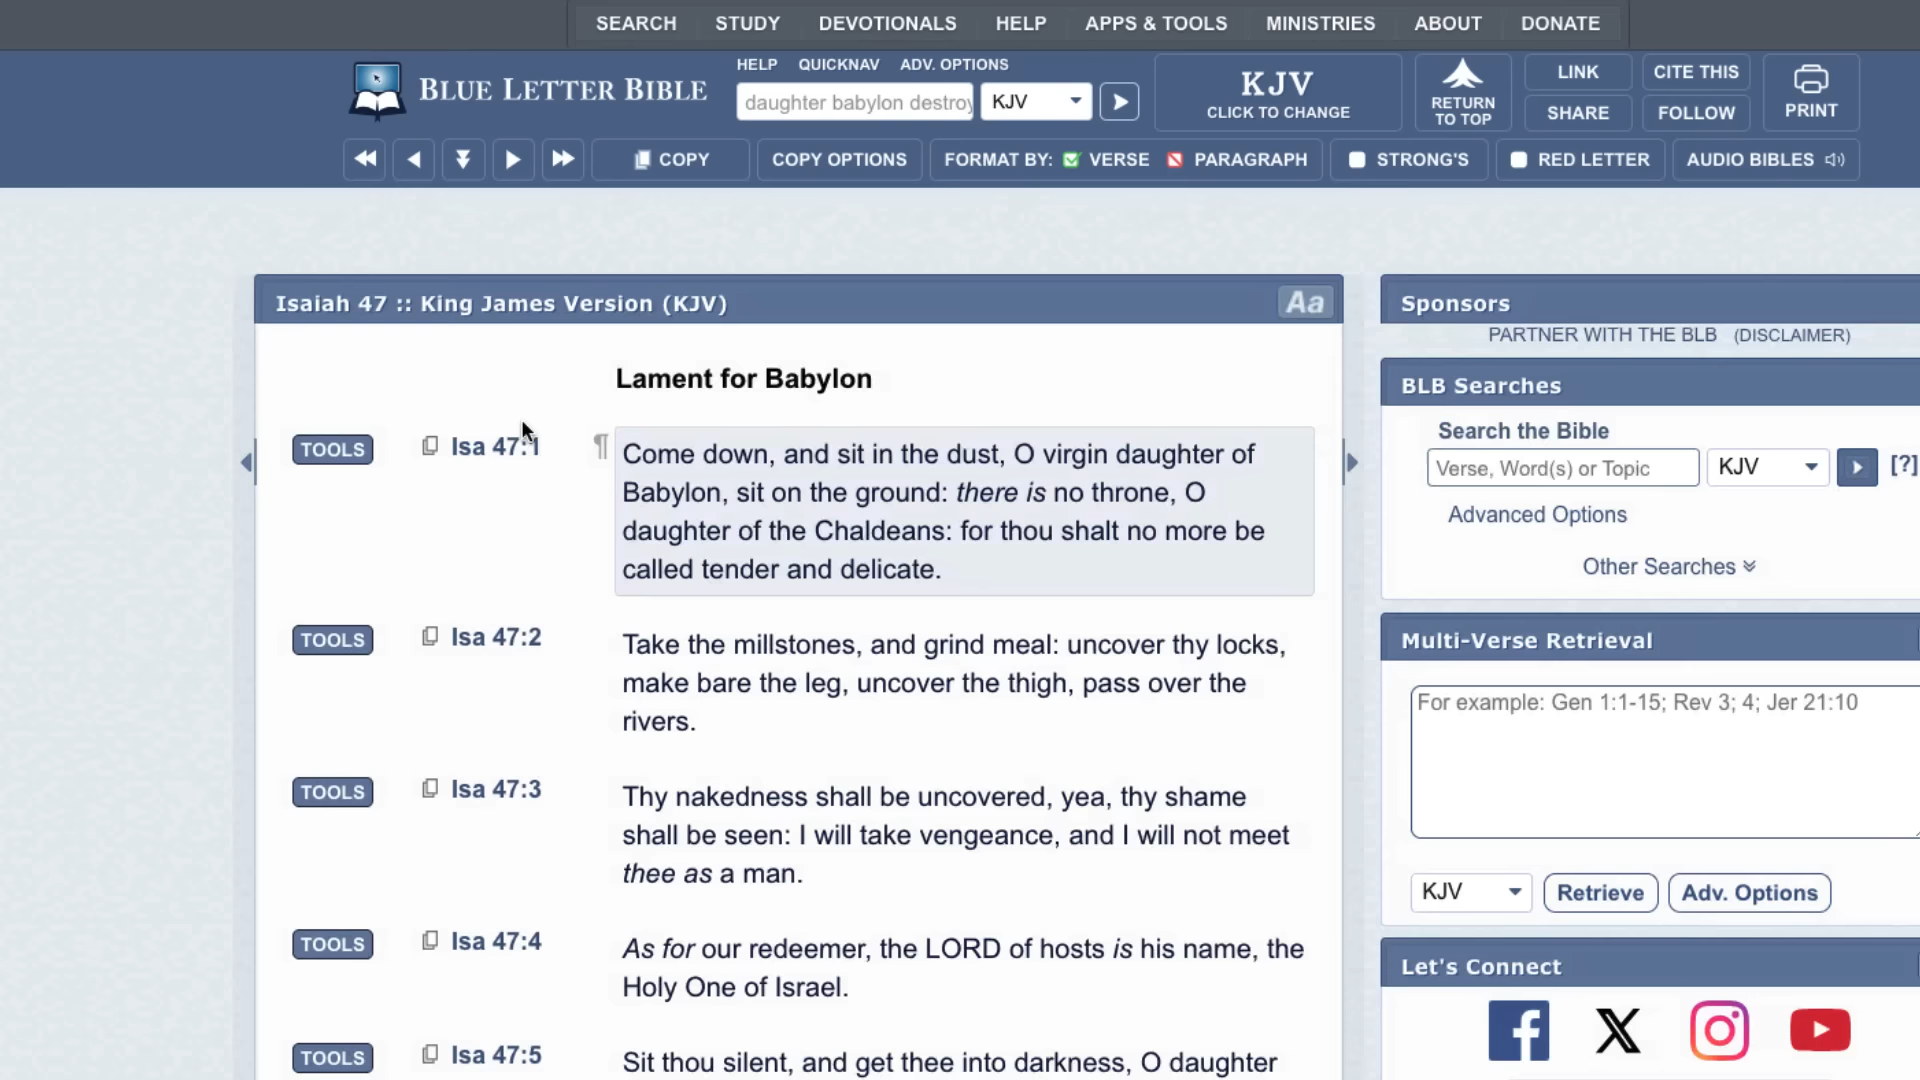 SEARCH STUDY DEVOTIONALS HELP APPS & TOOLS MINISTRIES ABOUT DONATE
BLUE LETTER BIBLE
HELP QUICKNAV ADV. OPTIONS
daughter babylon destroy KJV
KJV
CLICK TO CHANGE
RETURN
TO TOP
LINK
SHARE
CITE THIS
FOLLOW
PRINT
COPY COPY OPTIONS FORMAT BY: VERSE PARAGRAPH STRONG'S RED LETTER AUDIO BIBLES
Isaiah 47 :: King James Version (KJV) Aa
Lament for Babylon
TOOLS Isa 47:1 ¶ Come down, and sit in the dust, O virgin daughter of
Babylon, sit on the ground: there is no throne, O
daughter of the Chaldeans: for thou shalt no more be
called tender and delicate.
TOOLS Isa 47:2 Take the millstones, and grind meal: uncover thy locks,
make bare the leg, uncover the thigh, pass over the
rivers.
TOOLS Isa 47:3 Thy nakedness shall be uncovered, yea, thy shame
shall be seen: I will take vengeance, and I will not meet
thee as a man.
TOOLS Isa 47:4 As for our redeemer, the LORD of hosts is his name, the
Holy One of Israel.
TOOLS Isa 47:5 Sit thou silent, and get thee into darkness, O daughter
Sponsors
PARTNER WITH THE BLB (DISCLAIMER)
BLB Searches
Search the Bible
Verse, Word(s) or Topic KJV [?]
Advanced Options
Other Searches
Multi-Verse Retrieval
For example: Gen 1:1-15; Rev 3; 4; Jer 21:10
KJV Retrieve Adv. Options
Let's Connect